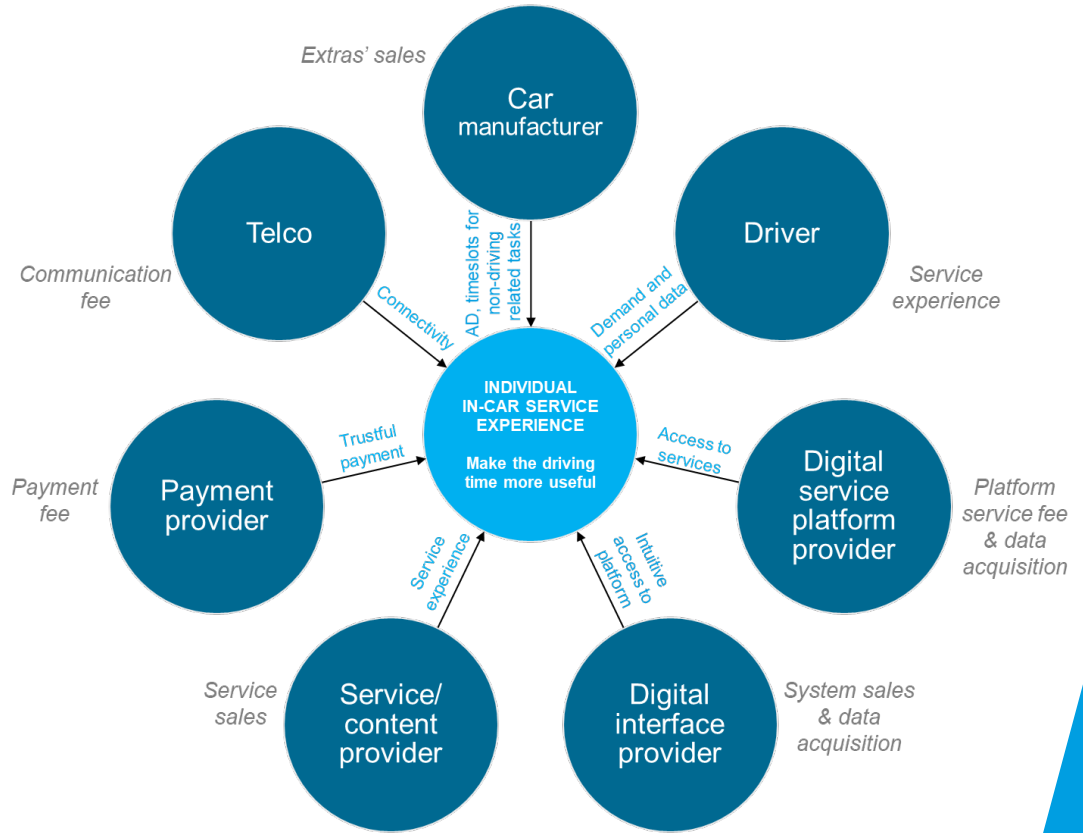 Extras’ sales
Car
manufacturer
Telco
Communication
fee
Driver
Service
experience
AD, timeslots for
non-driving
related tasks
Connectivity
Demand and
personal data
INDIVIDUAL
IN-CAR SERVICE
EXPERIENCE
Make the driving
time more useful
Trustful
payment
Payment
provider
Payment
fee
Access to
services
Digital
service
platform
provider
Platform
service fee
& data
acquisition
Service
experience
Service/
content
provider
Service
sales
Intuitive
access to
platform
Digital
interface
provider
System sales
& data
acquisition